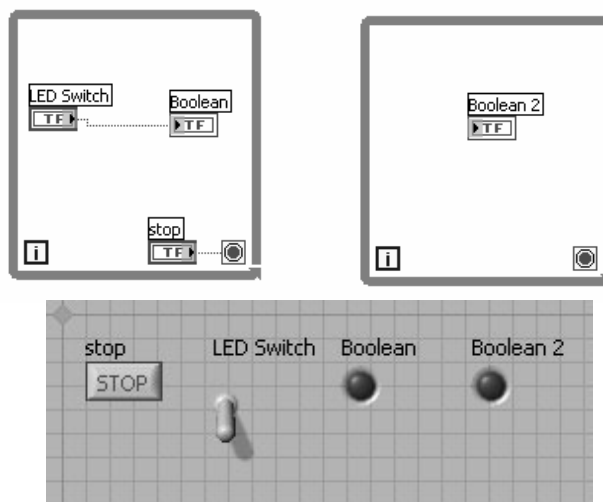 LED Switch
TF
Boolean
TF
stop
TF
i
Boolean 2
TF
i
stop
LED Switch
Boolean
Boolean 2
STOP